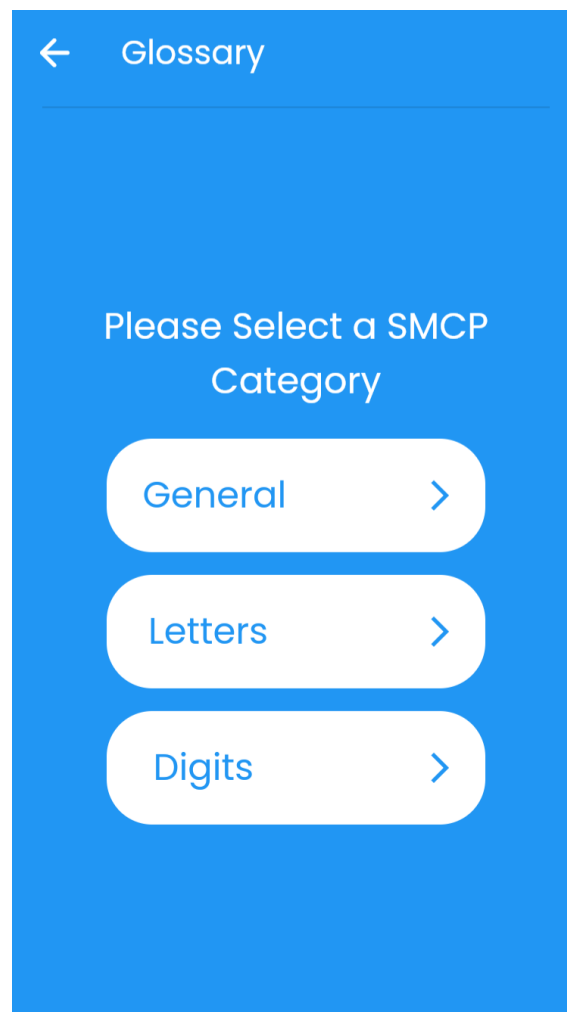 Glossary
Please Select a SMCP
Category
General
Letters
Digits